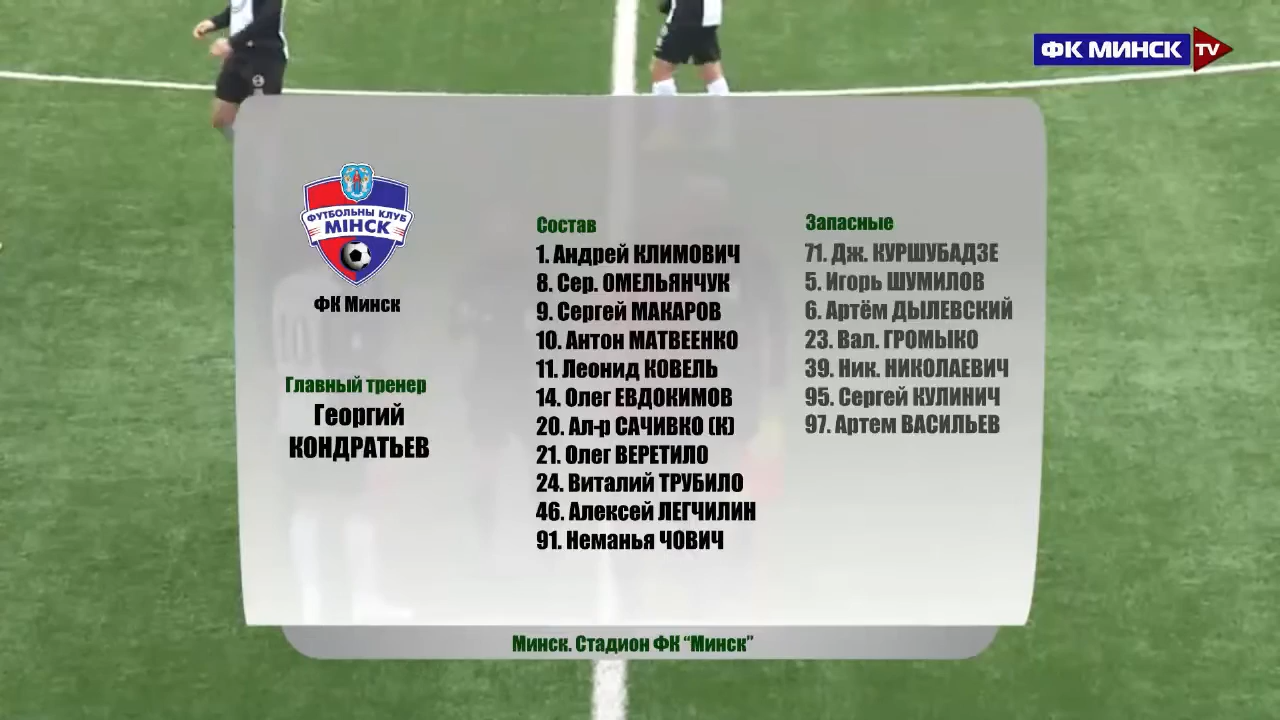 ФК МИНСК TV
ФУТБОЛЬНЫ КЛУБ
МІНСК
ФК Минск
Главный тренер
Георгий
КОНДРАТЬЕВ
Состав
1. Андрей КЛИМОВИЧ
8. Сер. ОМЕЛЬЯНЧУК
9. Сергей МАКАРОВ
10. Антон МАТВЕЕНКО
11. Леонид КОВЕЛЬ
14. Олег ЕВДОКИМОВ
20. Ал-р САЧИВКО (К)
21. Олег ВЕРЕТИЛО
24. Виталий ТРУБИЛО
46. Алексей ЛЕГЧИЛИН
91. Неманья ЧОВИЧ
Запасные
71. Дж. КУРШУБАДЗЕ
5. Игорь ШУМИЛОВ
6. Артём ДЫЛЕВСКИЙ
23. Вал. ГРОМЫКО
39. Ник. НИКОЛАЕВИЧ
95. Сергей КУЛИНИЧ
97. Артем ВАСИЛЬЕВ
Минск. Стадион ФК “Минск”